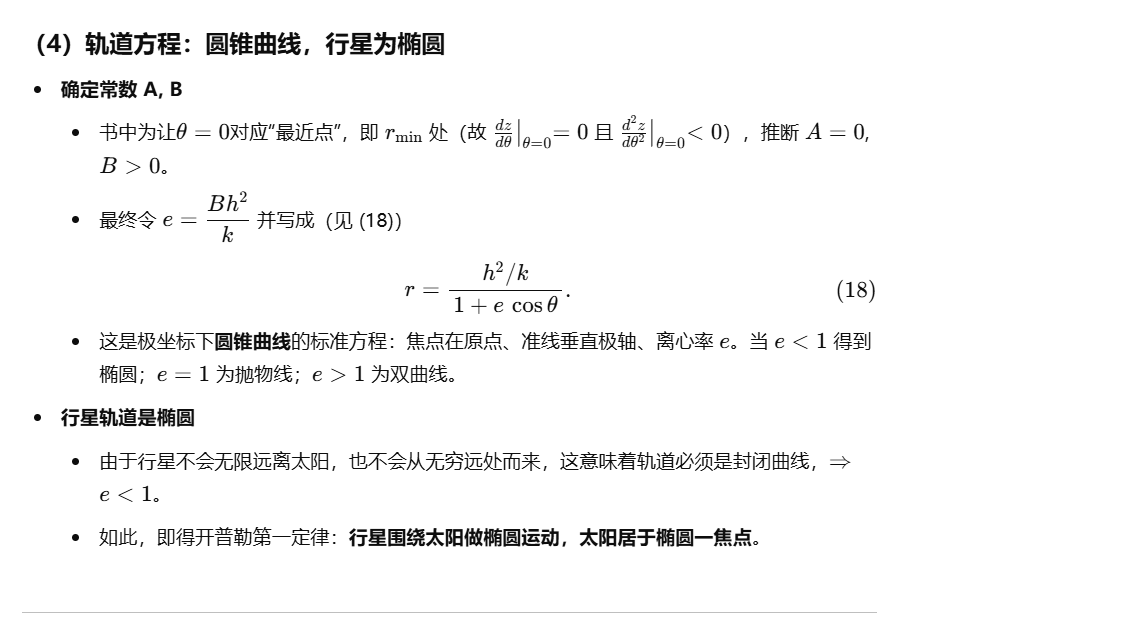 （4）轨道方程：圆锥曲线，行星为椭圆
• 确定常数 A, B
• 书中为让θ = 0对应“最近点”，即 r_min 处（故 dz/dθ|_{θ=0} = 0 且 d²z/dθ²|_{θ=0} < 0），推断 A = 0,
B > 0。
• 最终令 e = Bh²/k 并写成（见 (18)）
r = (h²/k)/(1 + e cos θ). (18)
• 这是极坐标下圆锥曲线的标准方程：焦点在原点、准线垂直极轴、离心率 e。当 e < 1 得到
椭圆；e = 1 为抛物线；e > 1 为双曲线。
• 行星轨道是椭圆
• 由于行星不会无限远离太阳，也不会从无穷远处而来，这意味着轨道必须是封闭曲线，⇒
e < 1。
• 如此，即得开普勒第一定律：行星围绕太阳做椭圆运动，太阳居于椭圆一焦点。